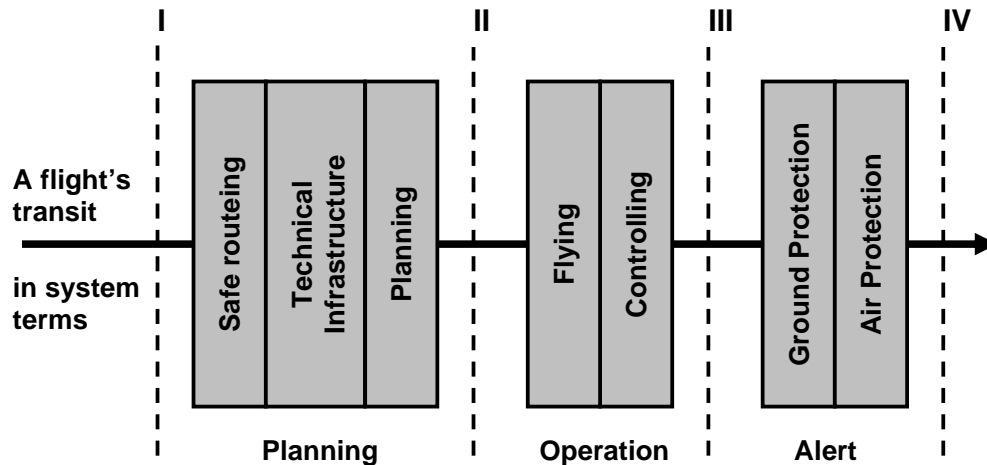 I
II
III
IV
A flight's
transit
in system
terms
Safe routeing
Technical
Infrastructure
Planning
Flying
Controlling
Ground Protection
Air Protection
Planning
Operation
Alert